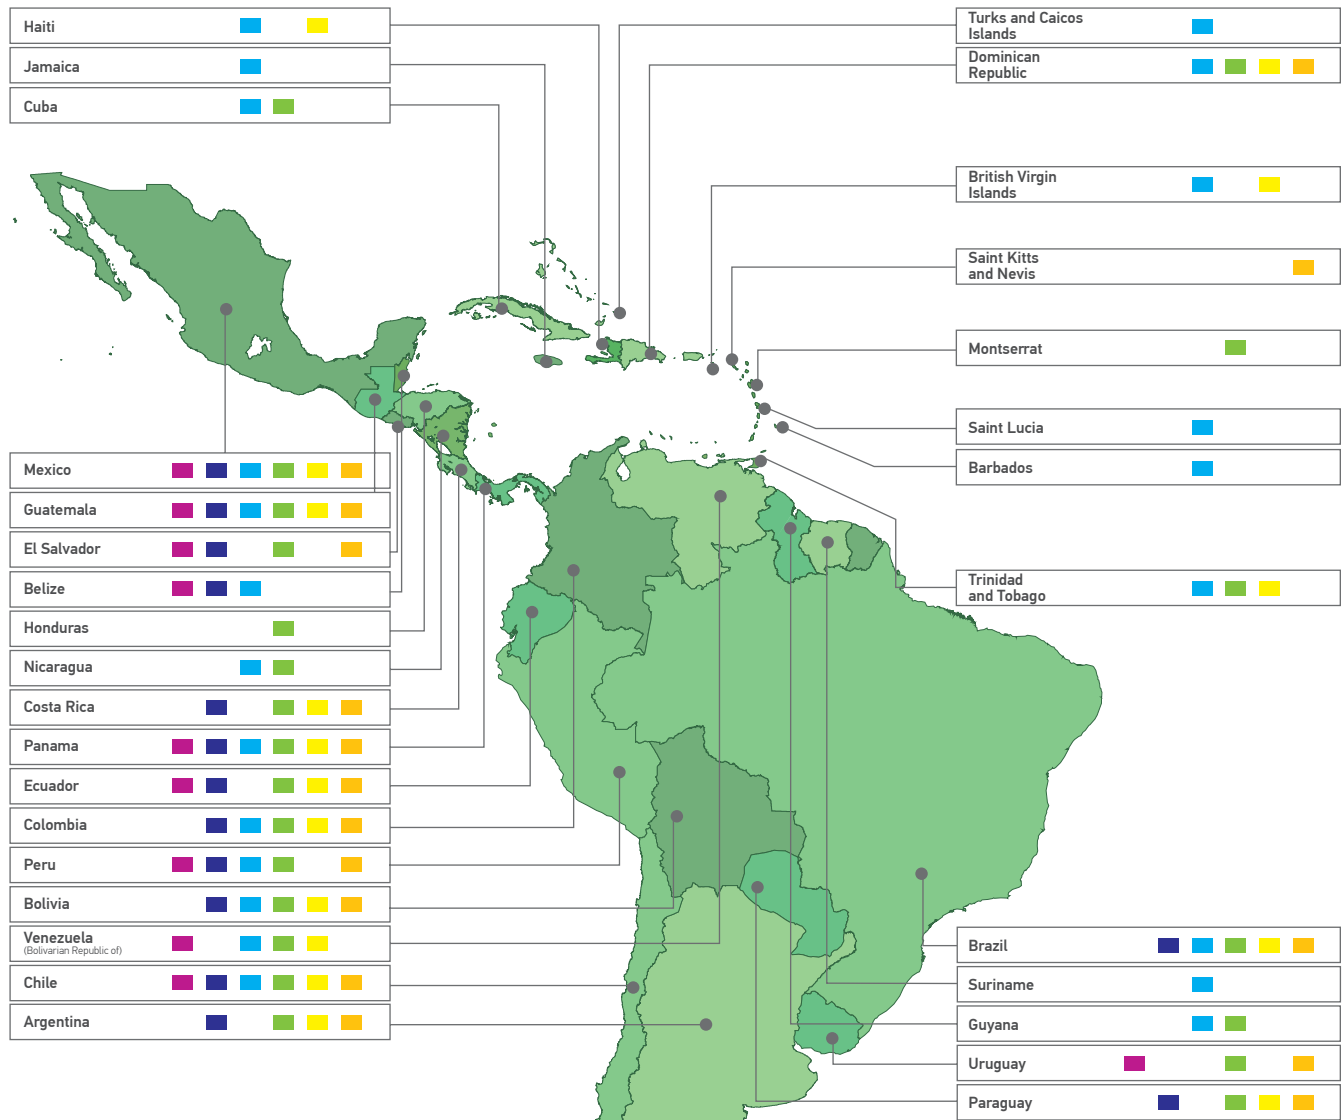 Haiti
Jamaica
Cuba
Turks and Caicos
Islands
Dominican
Republic
British Virgin
Islands
Saint Kitts
and Nevis
Montserrat
Saint Lucia
Barbados
Trinidad
and Tobago
Mexico
Guatemala
El Salvador
Belize
Honduras
Nicaragua
Costa Rica
Panama
Ecuador
Colombia
Peru
Bolivia
Venezuela
(Bolivarian Republic of)
Chile
Argentina
Brazil
Suriname
Guyana
Uruguay
Paraguay